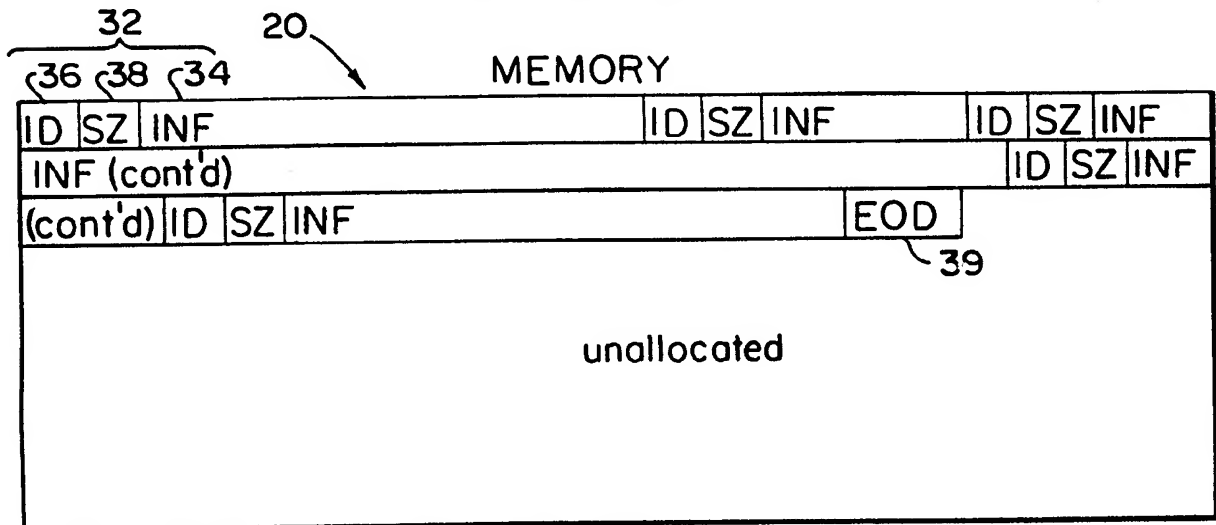 32
20
36 38 34
MEMORY
ID SZ INF ID SZ INF ID SZ INF
INF (cont'd) ID SZ INF
(cont'd) ID SZ INF EOD
39
unallocated